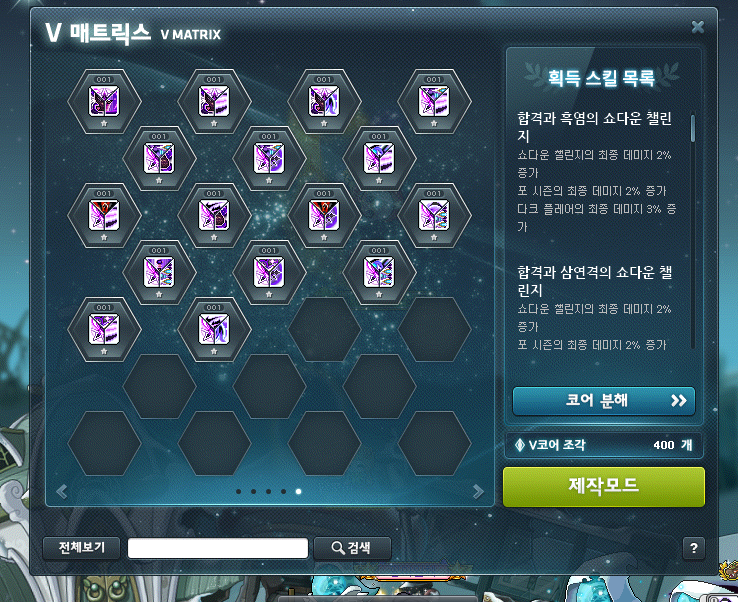 V 매트릭스 V MATRIX
001 001 001 001
001 001 001
001 001 001 001
001 001 001
001 001
획득 스킬 목록
합격과 흑염의 쇼다운 챌린
지
쇼다운 챌린지의 최종 데미지 2%
증가
포 시즌의 최종 데미지 2% 증가
다크 플레어의 최종 데미지 3% 증
가
합격과 삼연격의 쇼다운 챌
린지
쇼다운 챌린지의 최종 데미지 2%
증가
포 시즌의 최종 데미지 2% 증가
코어 분해
V코어 조각 400 개
제작모드
전체보기 검색 ?